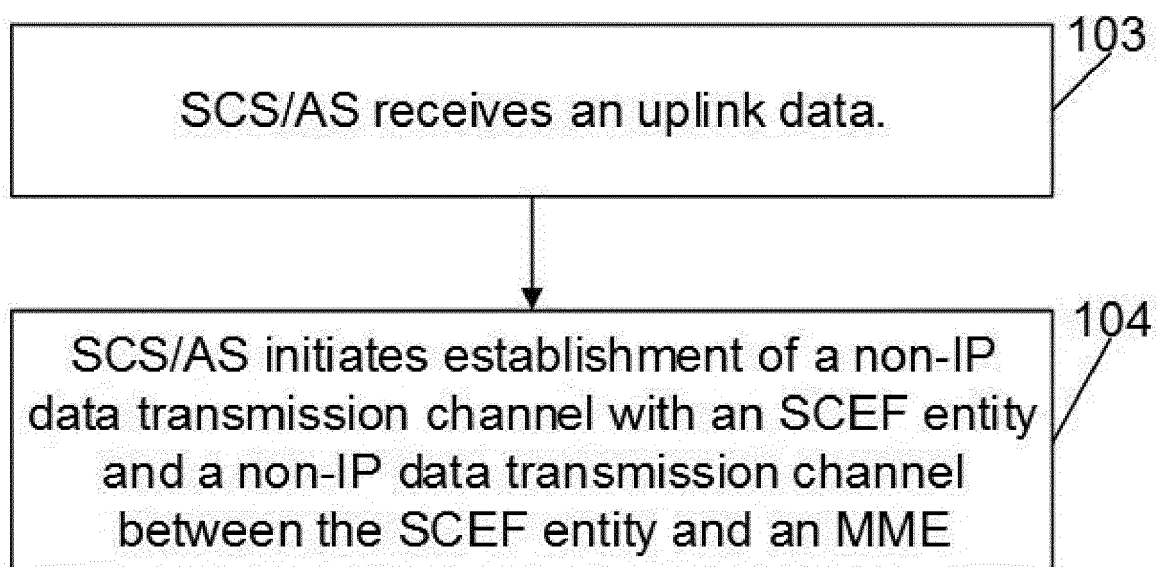 103
SCS/AS receives an uplink data.
104
SCS/AS initiates establishment of a non-IP
data transmission channel with an SCEF entity
and a non-IP data transmission channel
between the SCEF entity and an MME